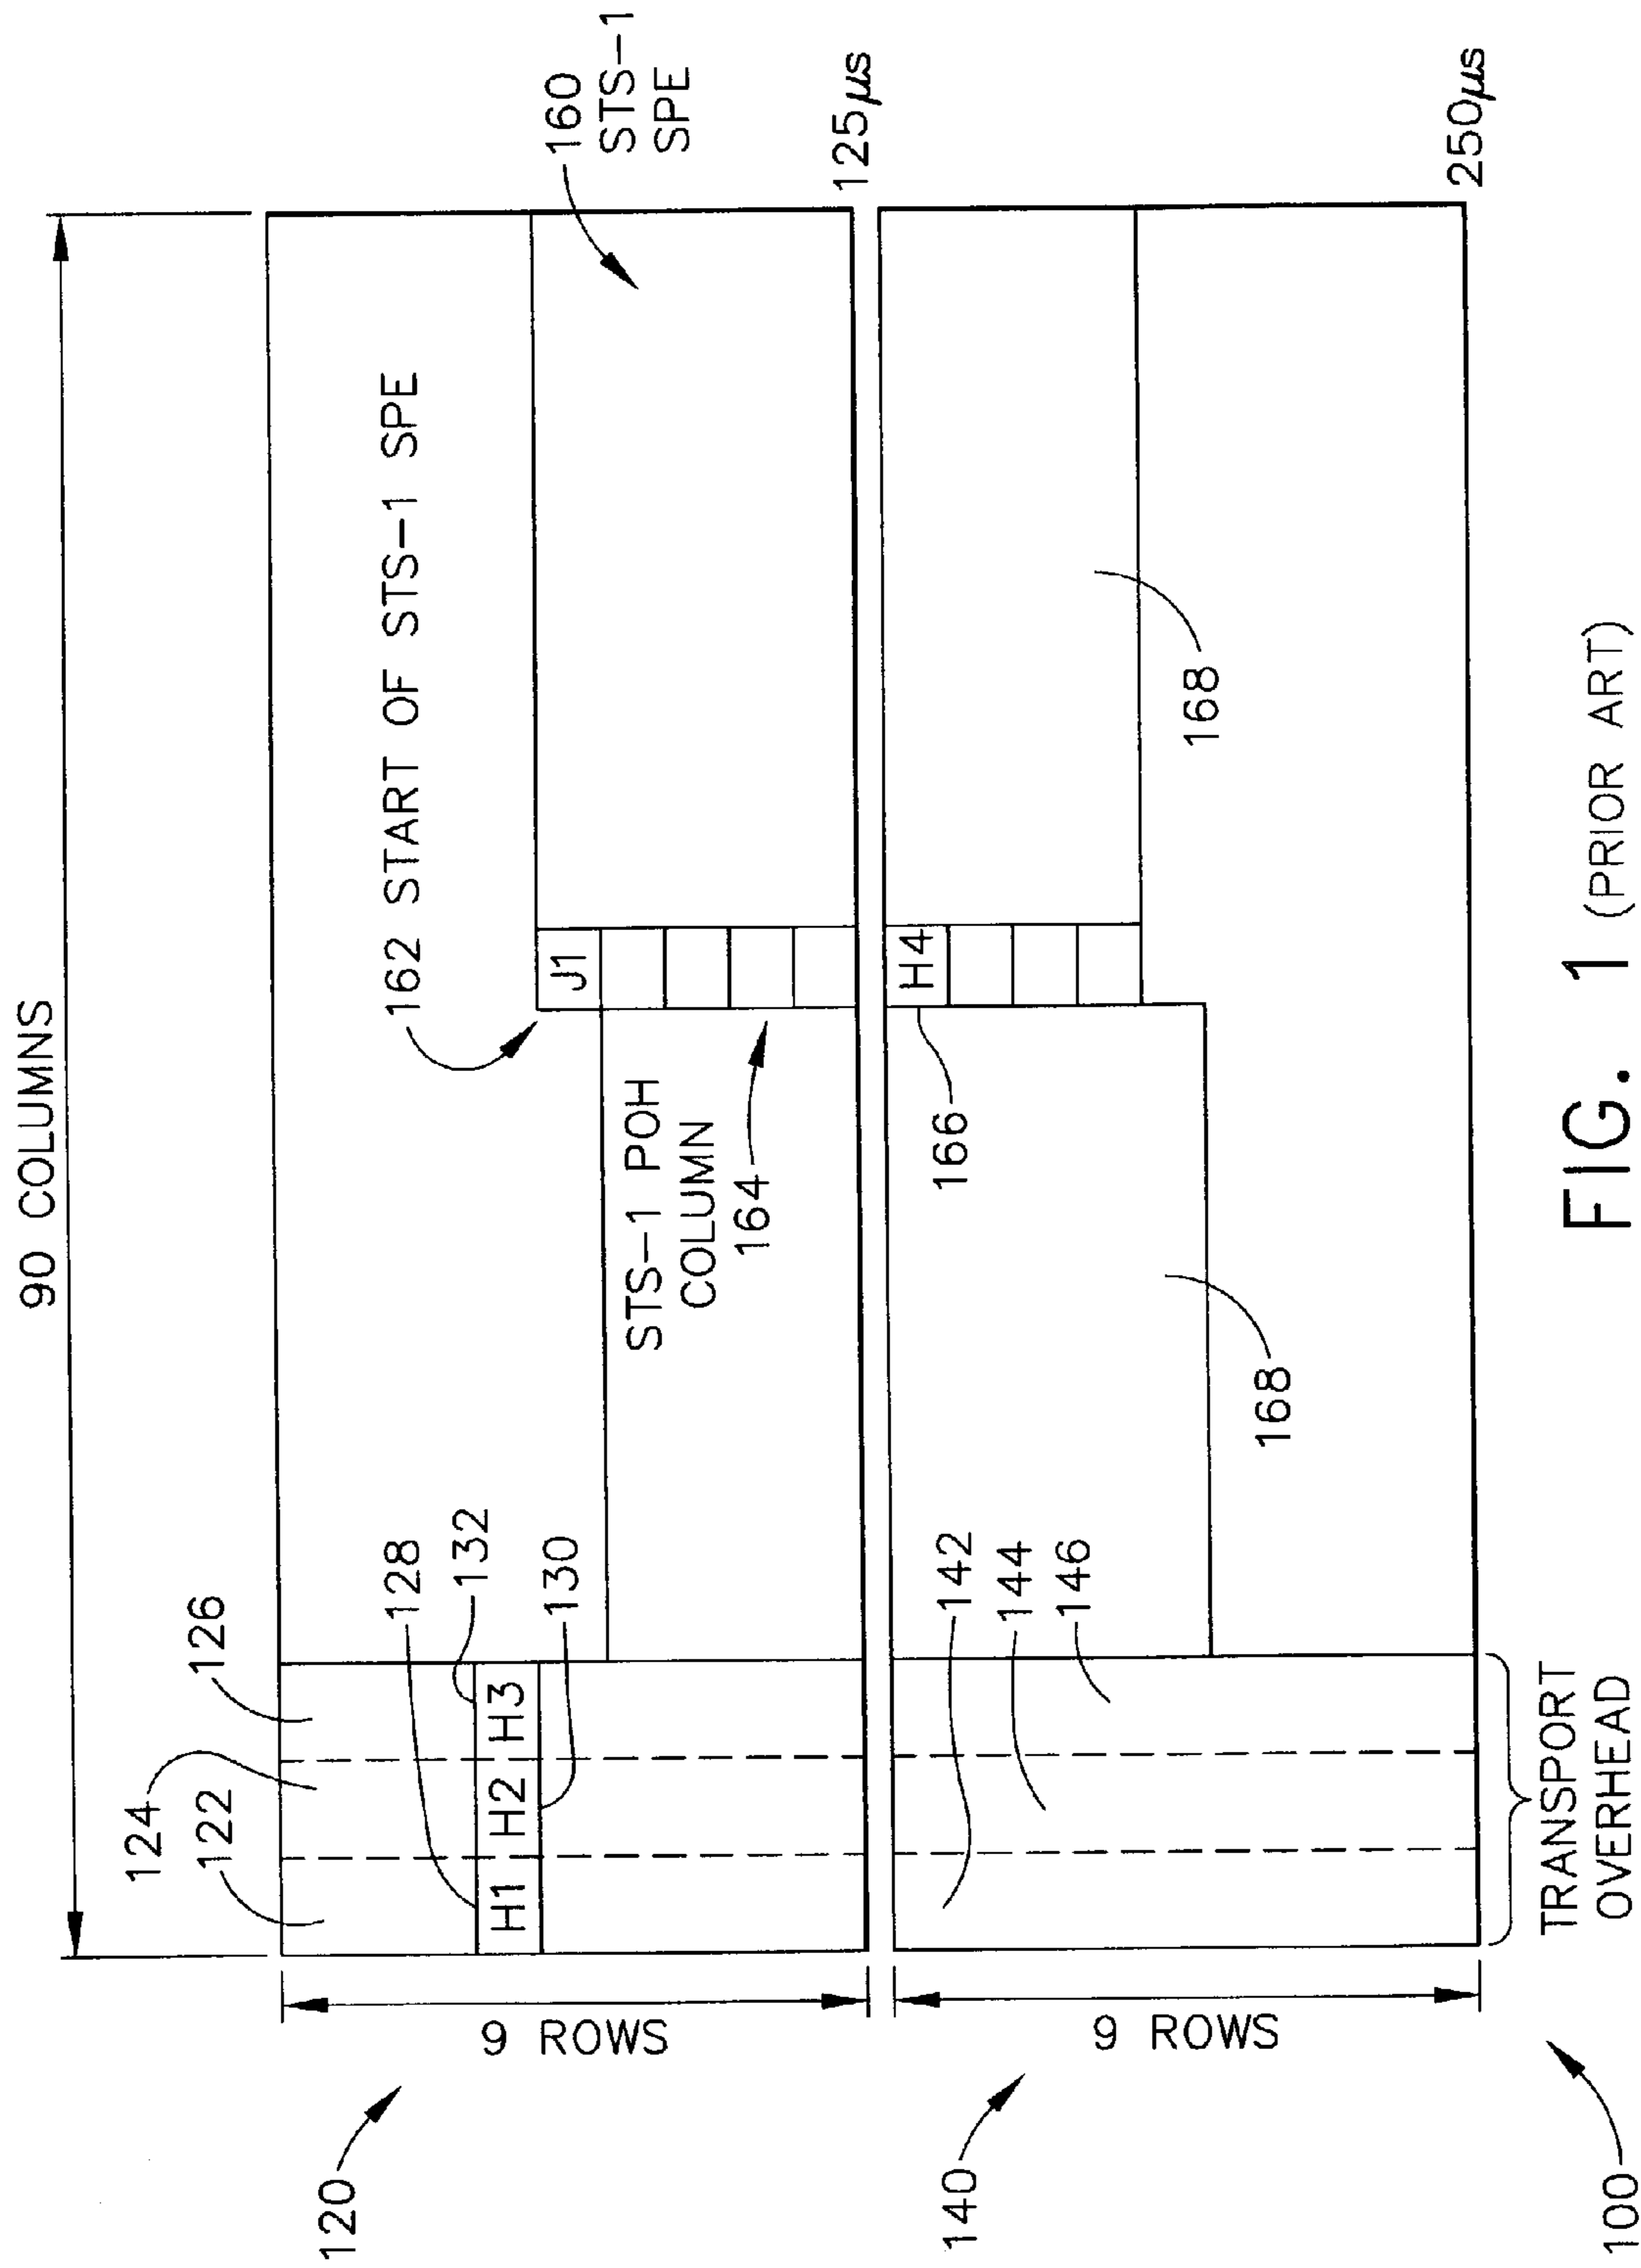 90 COLUMNS
124
122
126
128
132
130
H1 H2 H3
162 START OF STS-1 SPE
J1
STS-1 POH
COLUMN
164
160
STS-1
SPE
125µs
9 ROWS
120
142
144
146
166
H4
168
168
250µs
9 ROWS
140
TRANSPORT
OVERHEAD
100
FIG. 1 (PRIOR ART)